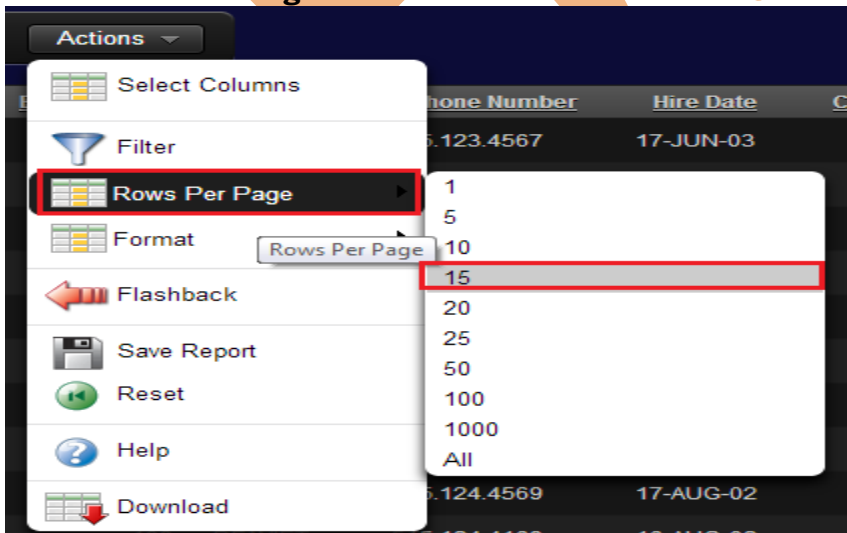 Actions
Select Columns
hone Number Hire Date
Filter
.123.4567 17-JUN-03
Rows Per Page
1
5
Format
Rows Per Page
10
15
Flashback
20
25
Save Report
50
Reset
100
1000
Help
All
.124.4569 17-AUG-02
Download